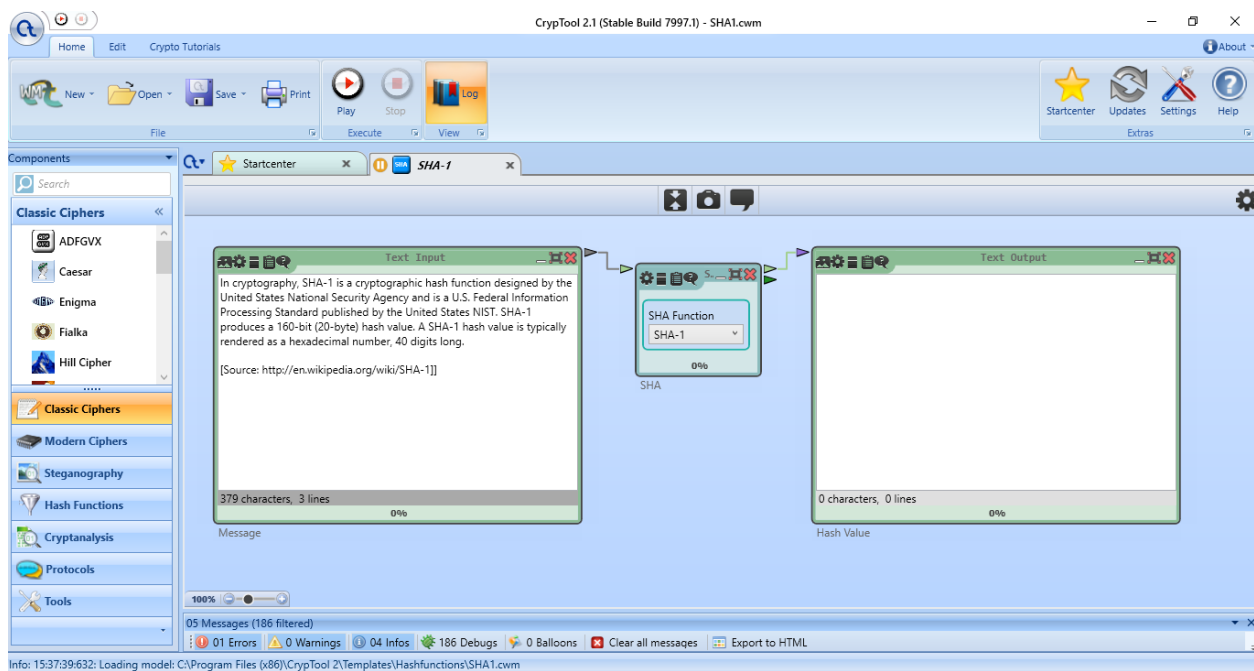 CrypTool 2.1 (Stable Build 7997.1) - SHA1.cwm
Home Edit Crypto Tutorials About
New Open Save Print Play Stop Log Startcenter Updates Settings Help
File Execute View Extras
Components
Startcenter SHA-1
Search
Classic Ciphers
ADFGVX
Caesar
Enigma
Fialka
Hill Cipher
Classic Ciphers
Modern Ciphers
Steganography
Hash Functions
Cryptanalysis
Protocols
Tools
Text Input
In cryptography, SHA-1 is a cryptographic hash function designed by the
United States National Security Agency and is a U.S. Federal Information
Processing Standard published by the United States NIST. SHA-1
produces a 160-bit (20-byte) hash value. A SHA-1 hash value is typically
rendered as a hexadecimal number, 40 digits long.
[Source: http://en.wikipedia.org/wiki/SHA-1]]
379 characters, 3 lines
0%
Message
S...
SHA Function
SHA-1
0%
SHA
Text Output
0 characters, 0 lines
0%
Hash Value
100%
05 Messages (186 filtered)
01 Errors 0 Warnings 04 Infos 186 Debugs 0 Balloons Clear all messages Export to HTML
Info: 15:37:39:632: Loading model: C:\Program Files (x86)\CrypTool 2\Templates\Hashfunctions\SHA1.cwm